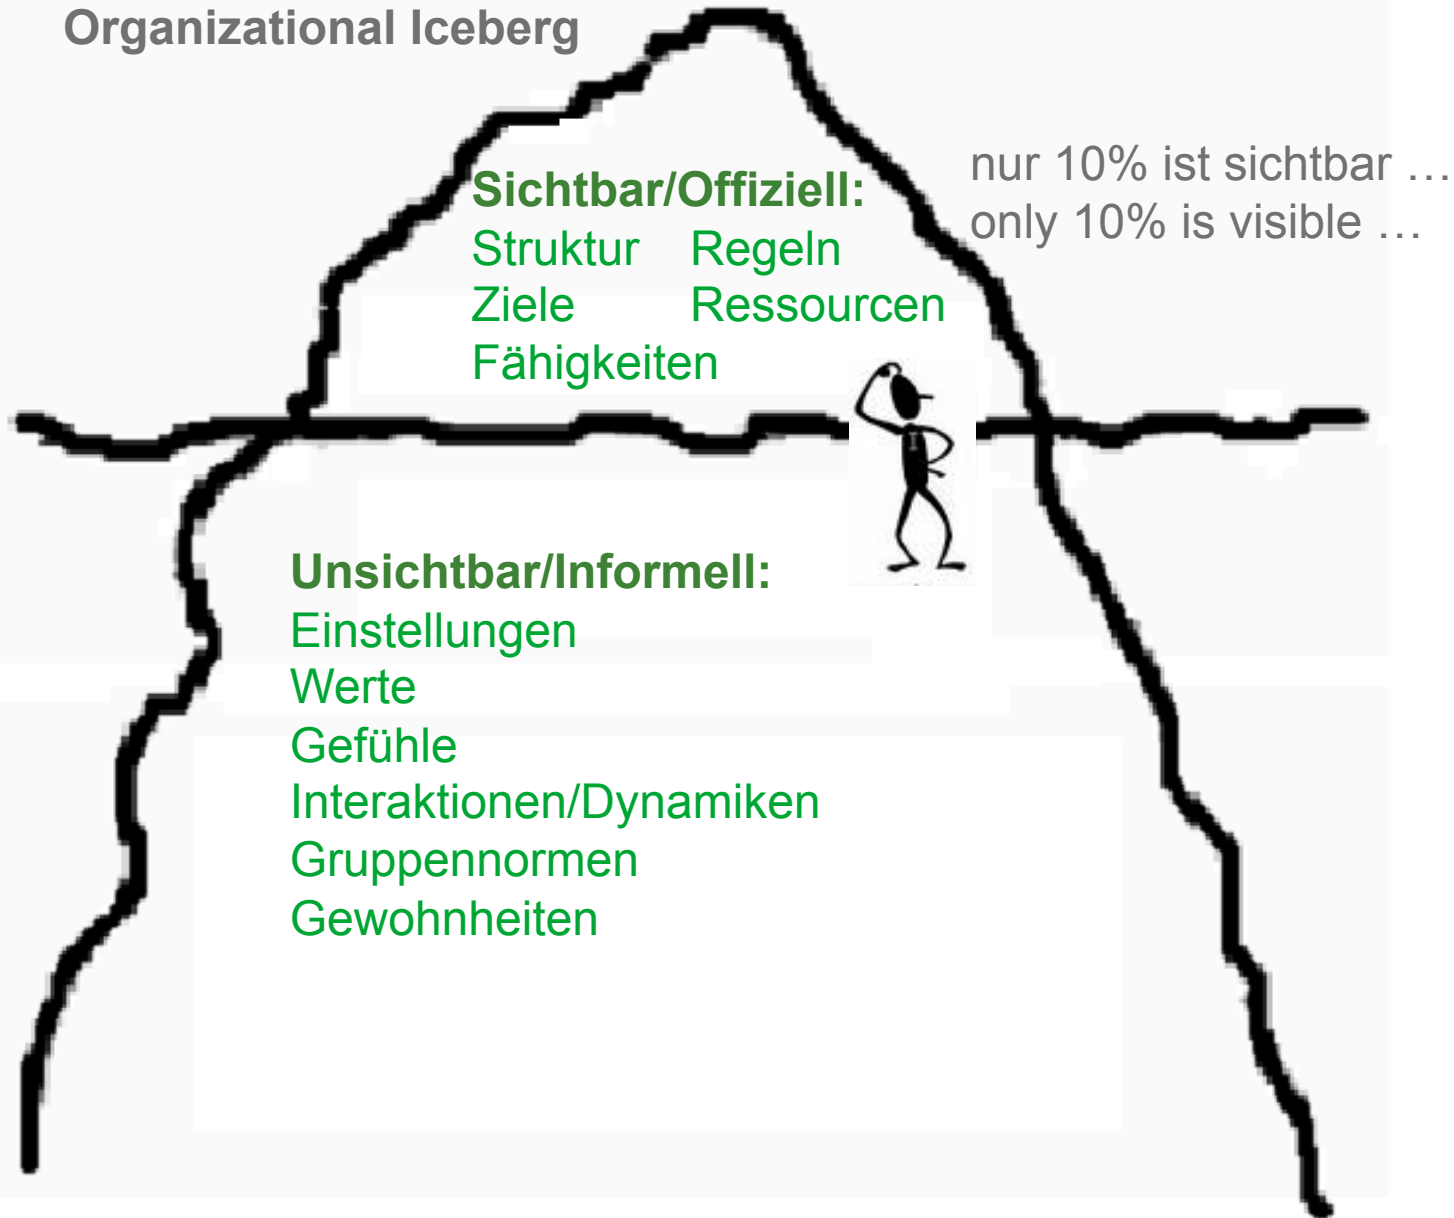 Organizational Iceberg
nur 10% ist sichtbar …
only 10% is visible …
Sichtbar/Offiziell:
Struktur Regeln
Ziele Ressourcen
Fähigkeiten
Unsichtbar/Informell:
Einstellungen
Werte
Gefühle
Interaktionen/Dynamiken
Gruppennormen
Gewohnheiten